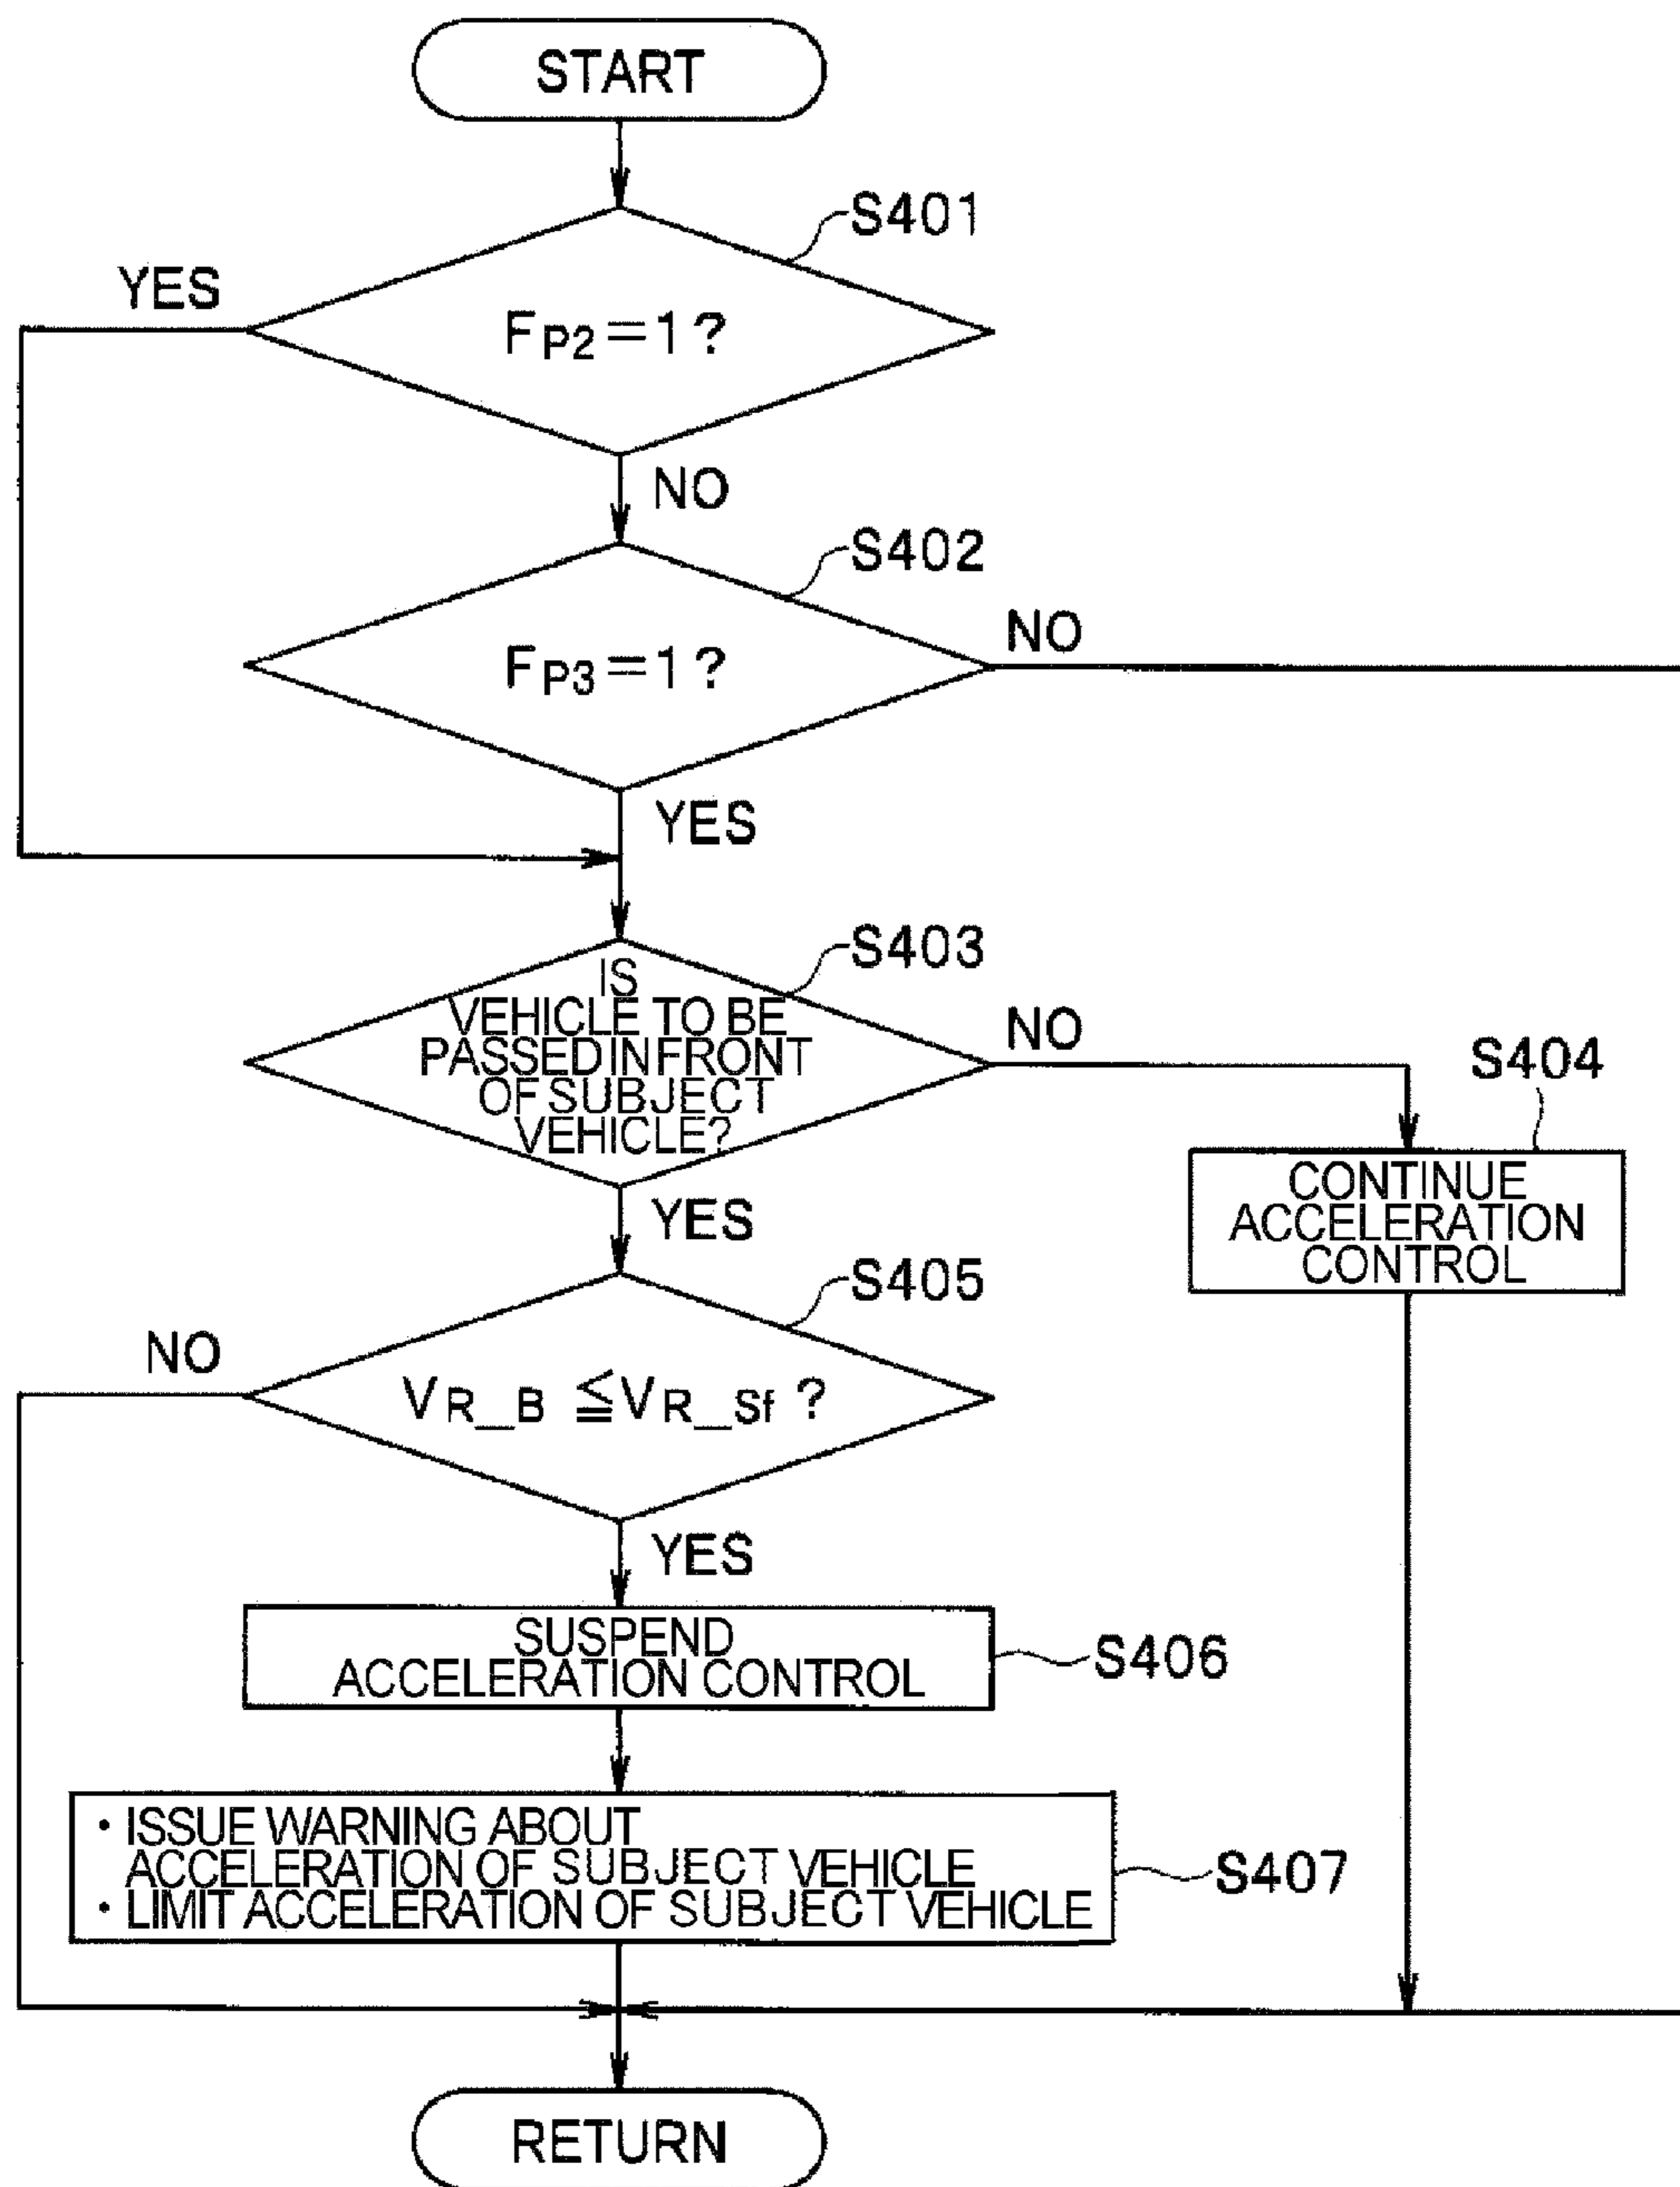 START
S401
YES
FP2=1?
NO
S402
NO
FP3=1?
YES
S403
IS
VEHICLE TO BE
PASSED IN FRONT
OF SUBJECT
VEHICLE?
NO
S404
CONTINUE
ACCELERATION
CONTROL
YES
S405
NO
VR_B ≦VR_Sf ?
YES
SUSPEND
ACCELERATION CONTROL
S406
・ISSUE WARNING ABOUT
ACCELERATION OF SUBJECT VEHICLE
・LIMIT ACCELERATION OF SUBJECT VEHICLE
S407
RETURN